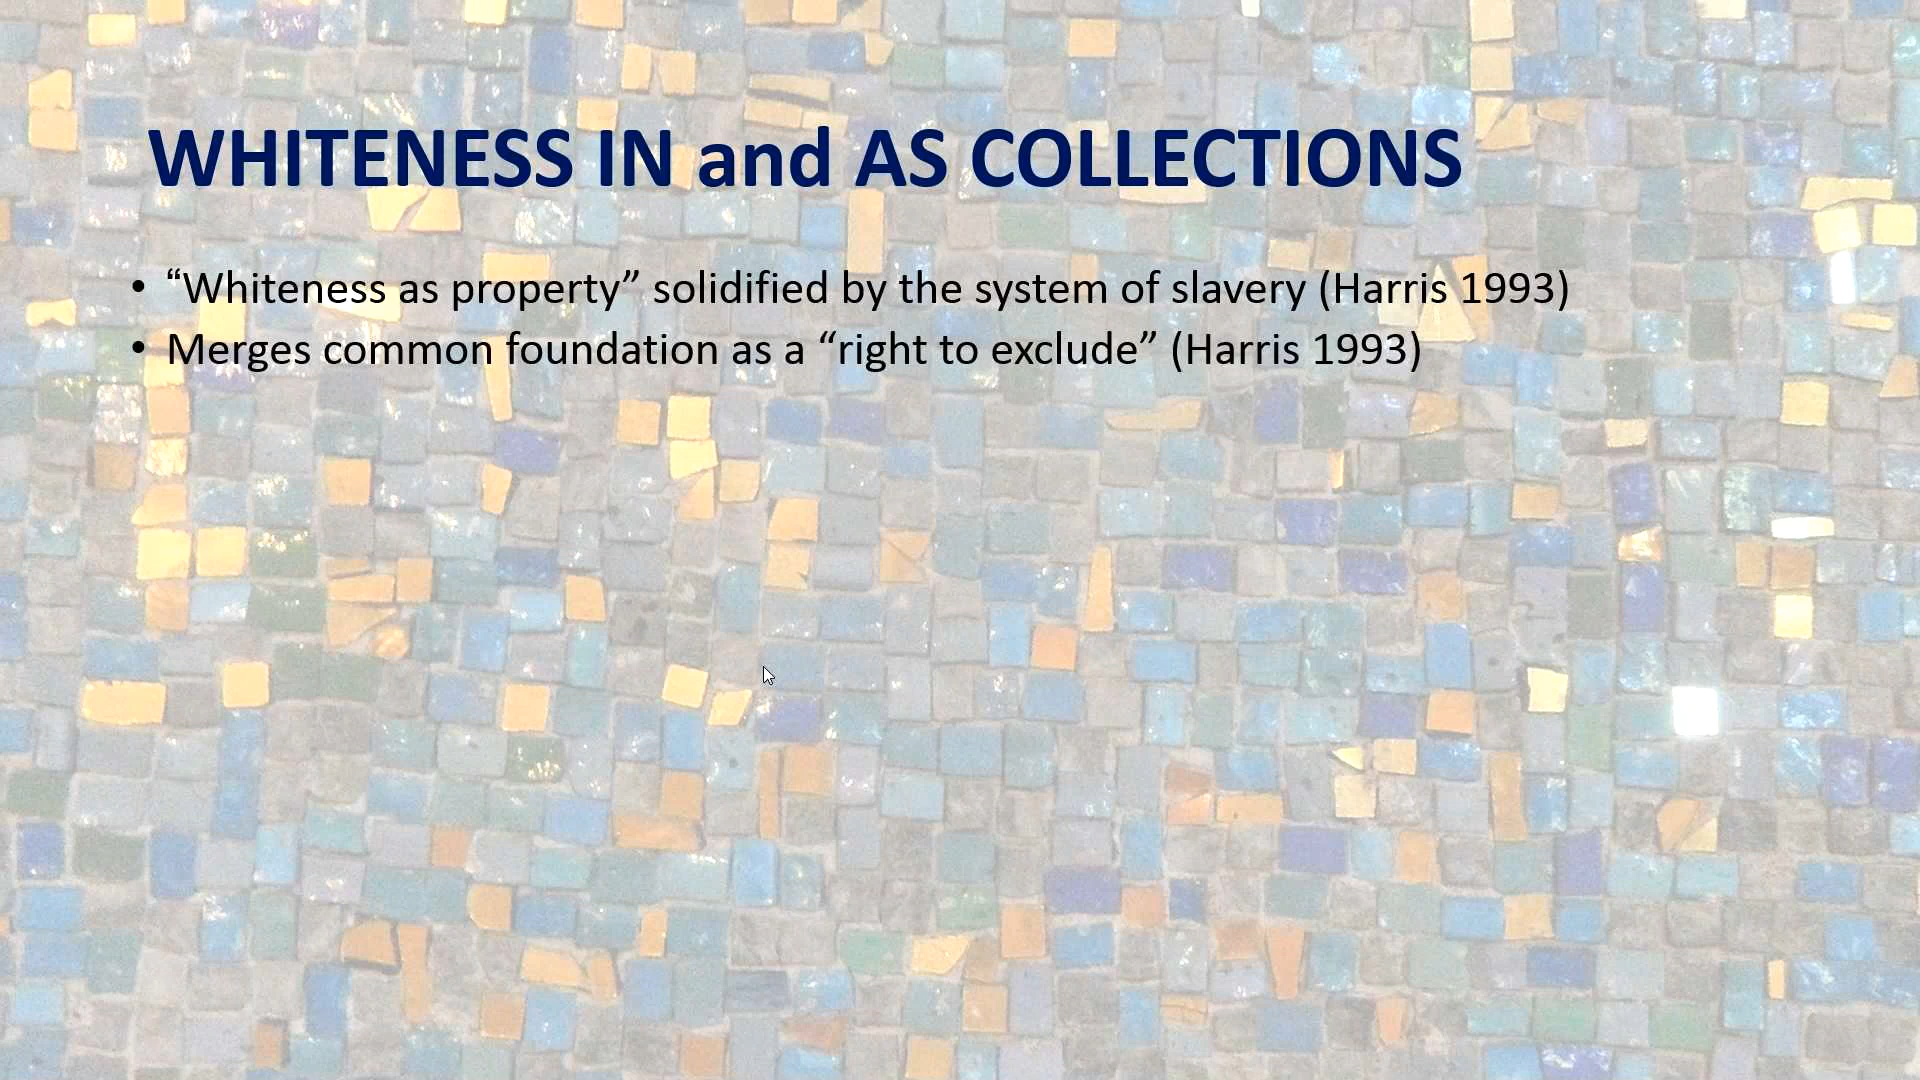 WHITENESS IN and AS COLLECTIONS
• “Whiteness as property” solidified by the system of slavery (Harris 1993)
• Merges common foundation as a “right to exclude” (Harris 1993)